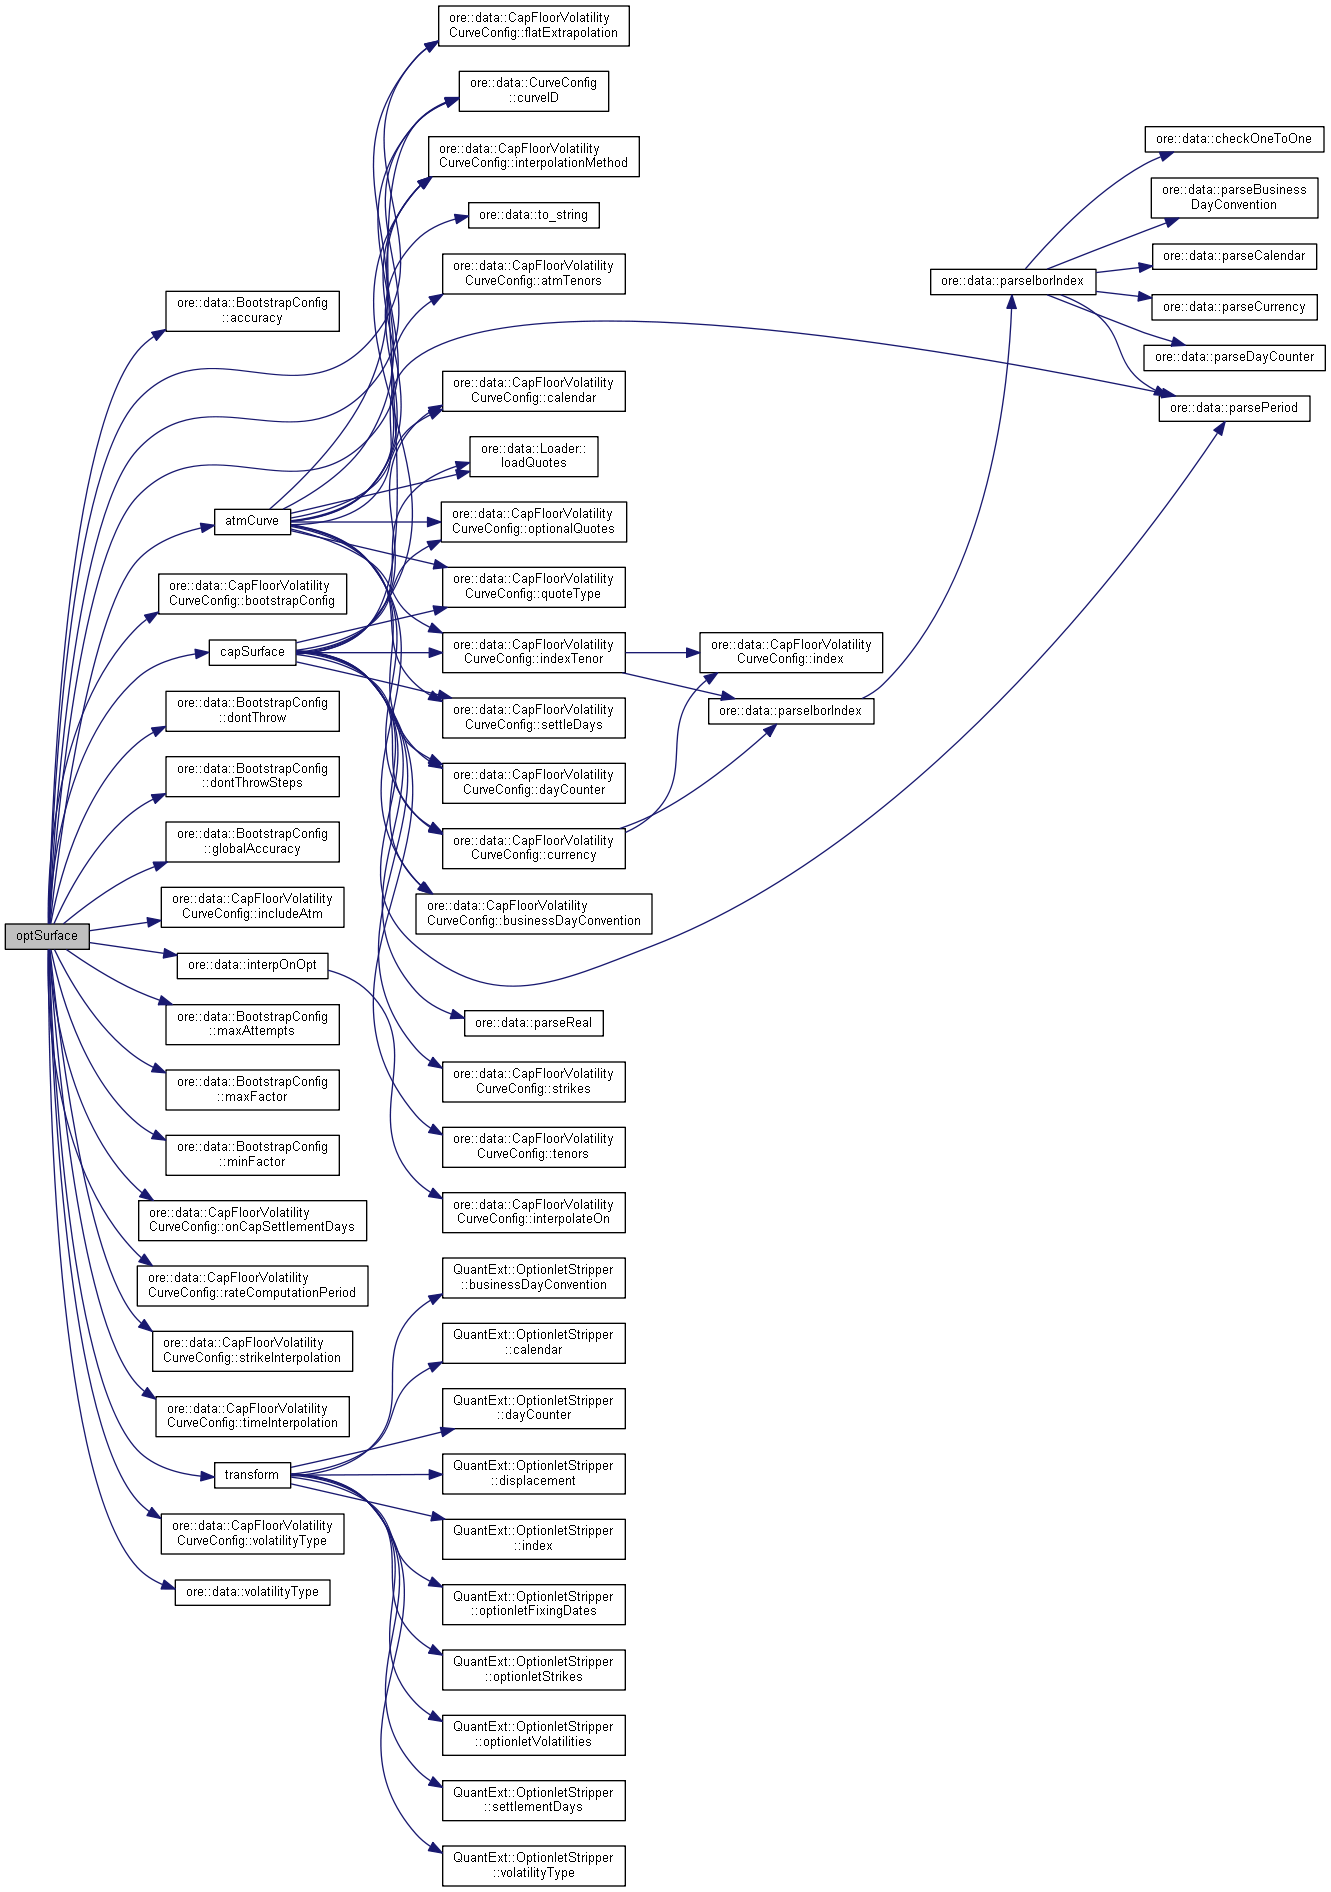 optSurface
ore::data::BootstrapConfig
::accuracy
atmCurve
ore::data::CapFloorVolatility
CurveConfig::bootstrapConfig
capSurface
ore::data::BootstrapConfig
::dontThrow
ore::data::BootstrapConfig
::dontThrowSteps
ore::data::BootstrapConfig
::globalAccuracy
ore::data::CapFloorVolatility
CurveConfig::includeAtm
ore::data::interpOnOpt
ore::data::BootstrapConfig
::maxAttempts
ore::data::BootstrapConfig
::maxFactor
ore::data::BootstrapConfig
::minFactor
ore::data::CapFloorVolatility
CurveConfig::onCapSettlementDays
ore::data::CapFloorVolatility
CurveConfig::rateComputationPeriod
ore::data::CapFloorVolatility
CurveConfig::strikeInterpolation
ore::data::CapFloorVolatility
CurveConfig::timeInterpolation
transform
ore::data::CapFloorVolatility
CurveConfig::volatilityType
ore::data::volatilityType
ore::data::CapFloorVolatility
CurveConfig::flatExtrapolation
ore::data::CurveConfig
::curveID
ore::data::CapFloorVolatility
CurveConfig::interpolationMethod
ore::data::to_string
ore::data::CapFloorVolatility
CurveConfig::atmTenors
ore::data::CapFloorVolatility
CurveConfig::calendar
ore::data::Loader::
loadQuotes
ore::data::CapFloorVolatility
CurveConfig::optionalQuotes
ore::data::CapFloorVolatility
CurveConfig::quoteType
ore::data::CapFloorVolatility
CurveConfig::indexTenor
ore::data::CapFloorVolatility
CurveConfig::settleDays
ore::data::CapFloorVolatility
CurveConfig::dayCounter
ore::data::CapFloorVolatility
CurveConfig::currency
ore::data::CapFloorVolatility
CurveConfig::businessDayConvention
ore::data::parseReal
ore::data::CapFloorVolatility
CurveConfig::strikes
ore::data::CapFloorVolatility
CurveConfig::tenors
ore::data::CapFloorVolatility
CurveConfig::interpolateOn
QuantExt::OptionletStripper
::businessDayConvention
QuantExt::OptionletStripper
::calendar
QuantExt::OptionletStripper
::dayCounter
QuantExt::OptionletStripper
::displacement
QuantExt::OptionletStripper
::index
QuantExt::OptionletStripper
::optionletFixingDates
QuantExt::OptionletStripper
::optionletStrikes
QuantExt::OptionletStripper
::optionletVolatilities
QuantExt::OptionletStripper
::settlementDays
QuantExt::OptionletStripper
::volatilityType
ore::data::CapFloorVolatility
CurveConfig::index
ore::data::parseIborIndex
ore::data::parseIborIndex
ore::data::checkOneToOne
ore::data::parseBusiness
DayConvention
ore::data::parseCalendar
ore::data::parseCurrency
ore::data::parseDayCounter
ore::data::parsePeriod